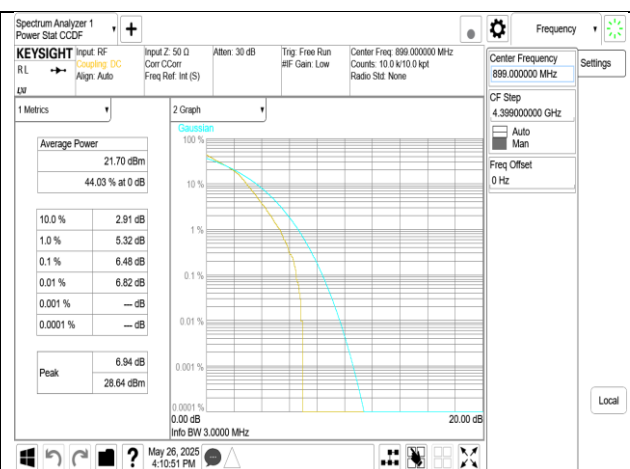 Spectrum Analyzer 1
Power Stat CCDF
Frequency
KEYSIGHT
RL
LXI
Input: RF
Coupling: DC
Align: Auto
Input Z: 50 Ω
Corr CCorr
Freq Ref: Int (S)
Atten: 30 dB
Trig: Free Run
#IF Gain: Low
Center Freq: 899.000000 MHz
Counts: 10.0 k/10.0 kpt
Radio Std: None
Center Frequency
899.000000 MHz
Settings
CF Step
4.399000000 GHz
Auto
Man
Freq Offset
0 Hz
1 Metrics
2 Graph
Average Power
21.70 dBm
44.03 % at 0 dB
10.0 % 2.91 dB
1.0 % 5.32 dB
0.1 % 6.48 dB
0.01 % 6.82 dB
0.001 % --- dB
0.0001 % --- dB
Peak
6.94 dB
28.64 dBm
Gaussian
100 %
10 %
1 %
0.1 %
0.01 %
0.001 %
0.0001 %
0.00 dB 20.00 dB
Info BW 3.0000 MHz
Local
?
May 26, 2025
4:10:51 PM